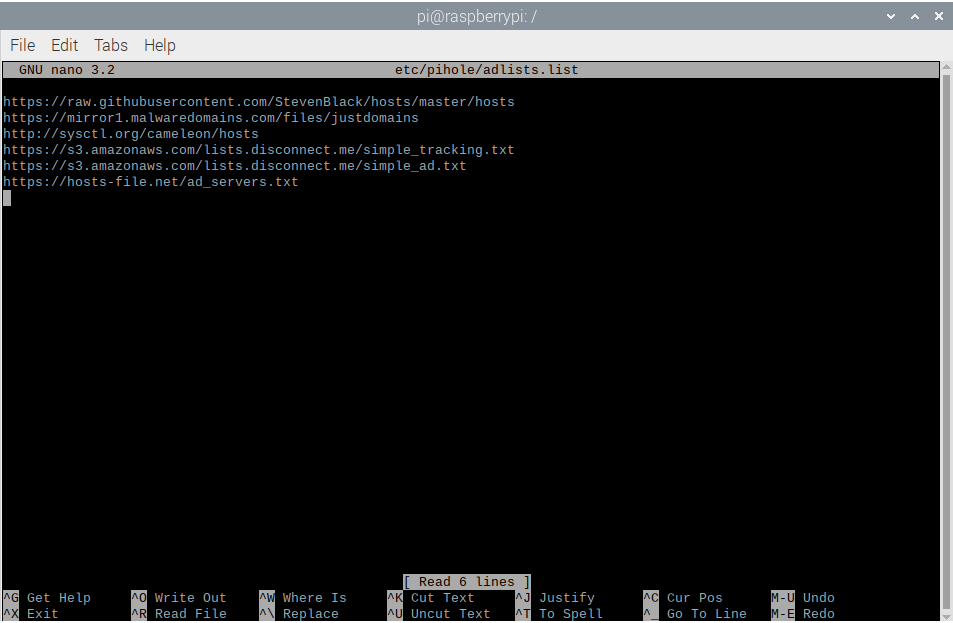 pi@raspberrypi: /
File Edit Tabs Help
GNU nano 3.2 etc/pihole/adlists.list
https://raw.githubusercontent.com/StevenBlack/hosts/master/hosts
https://mirror1.malwaredomains.com/files/justdomains
http://sysctl.org/cameleon/hosts
https://s3.amazonaws.com/lists.disconnect.me/simple_tracking.txt
https://s3.amazonaws.com/lists.disconnect.me/simple_ad.txt
https://hosts-file.net/ad_servers.txt
[ Read 6 lines ]
^G Get Help ^O Write Out ^W Where Is ^K Cut Text ^J Justify ^C Cur Pos M-U Undo
^X Exit ^R Read File ^\ Replace ^U Uncut Text ^T To Spell ^_ Go To Line M-E Redo